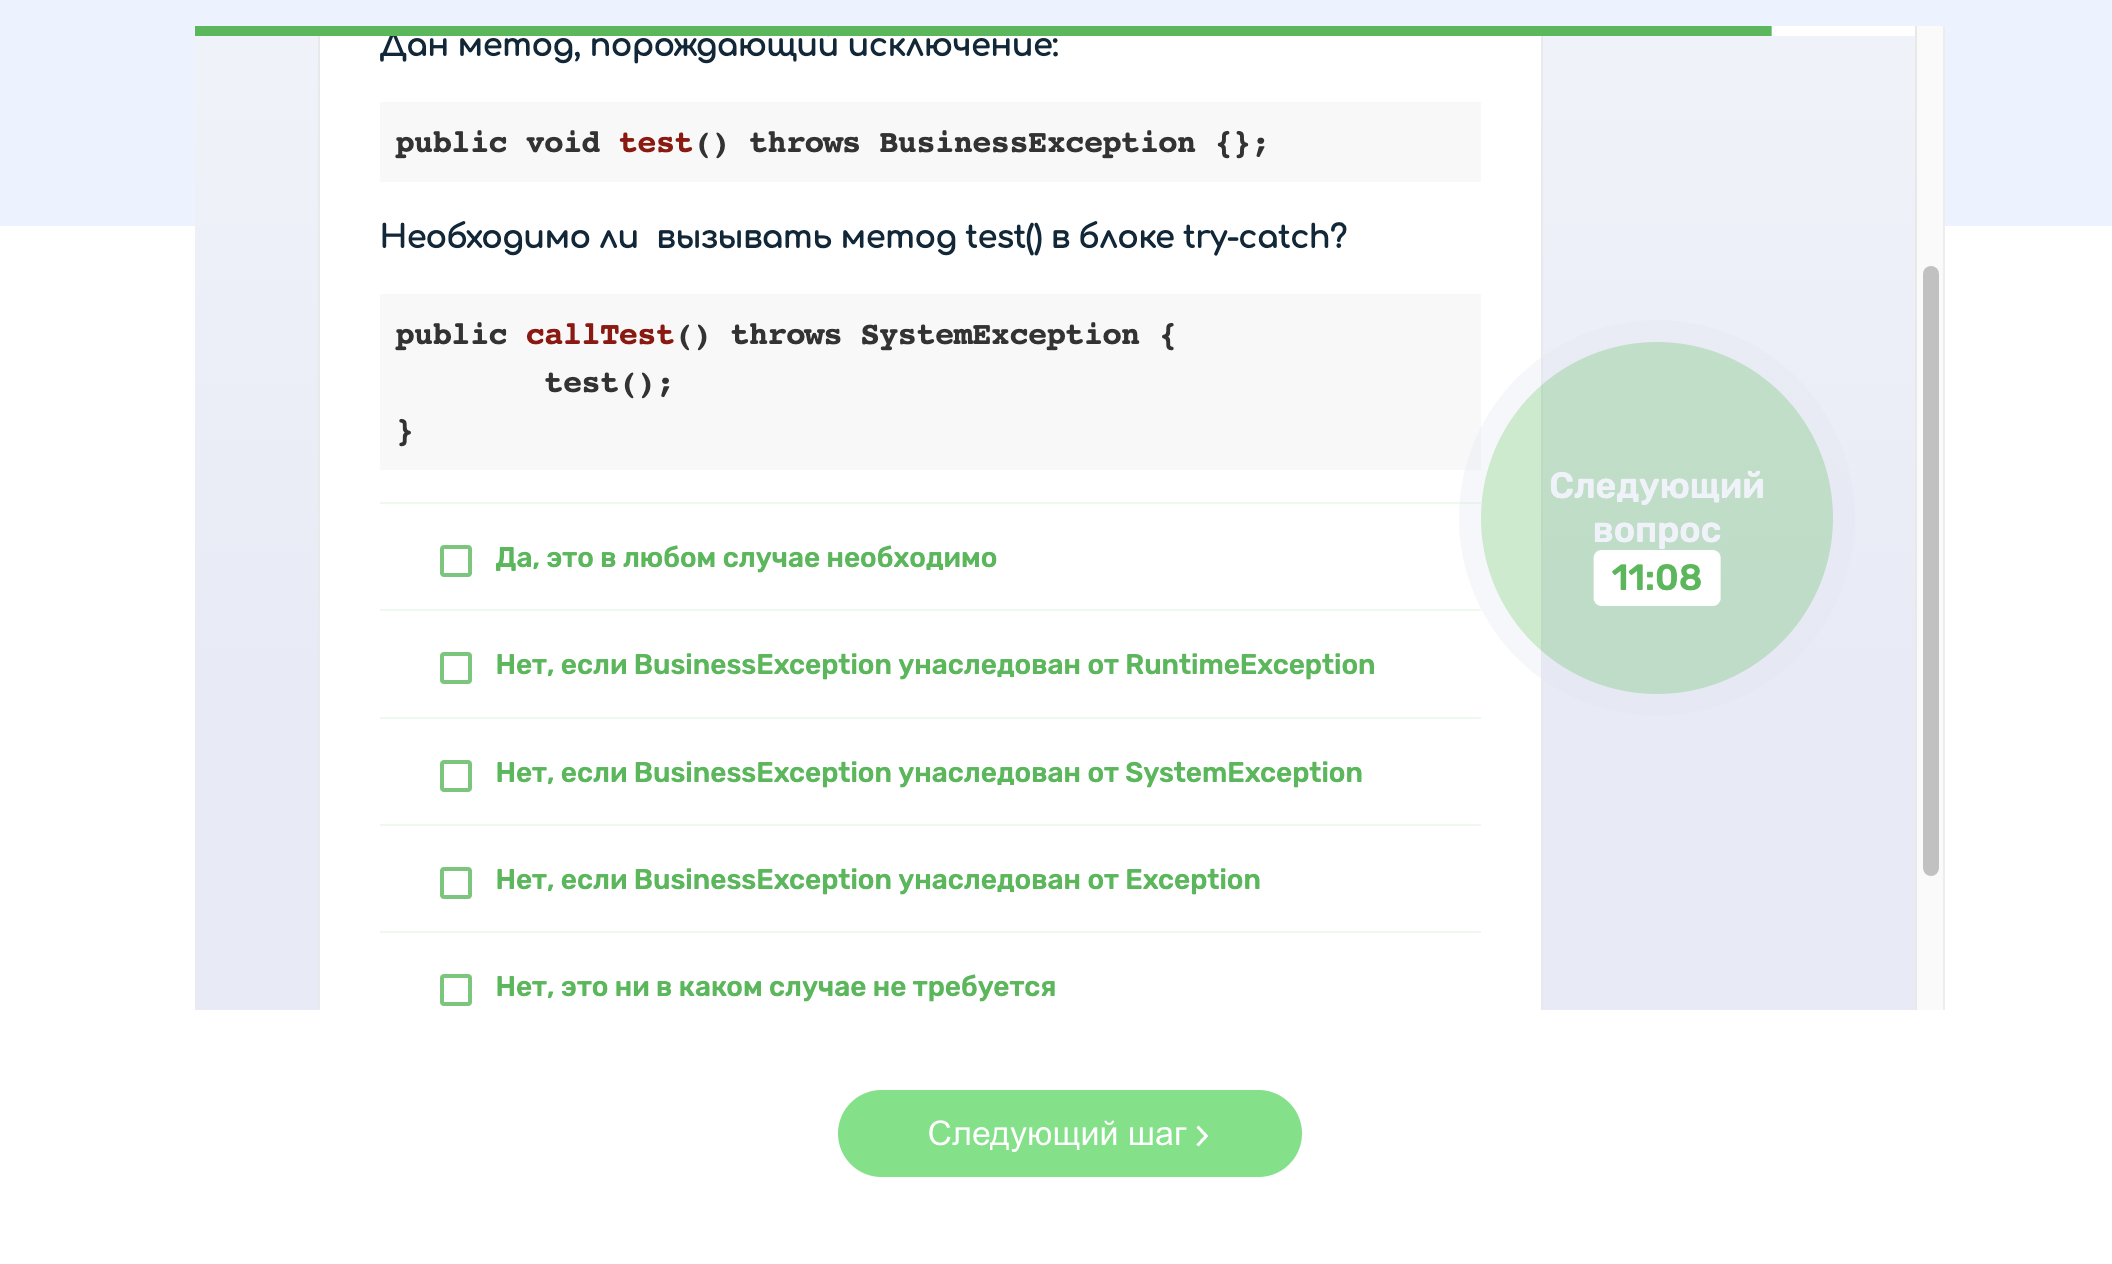 Дан метод, порождающий исключение:
public void test() throws BusinessException {};
Необходимо ли  вызывать метод test() в блоке try-catch?
public callTest() throws SystemException {
        test();
}
Да, это в любом случае необходимо
Нет, если BusinessException унаследован от RuntimeException
Нет, если BusinessException унаследован от SystemException
Нет, если BusinessException унаследован от Exception
Нет, это ни в каком случае не требуется
Следующий
вопрос
11:08
Следующий шаг